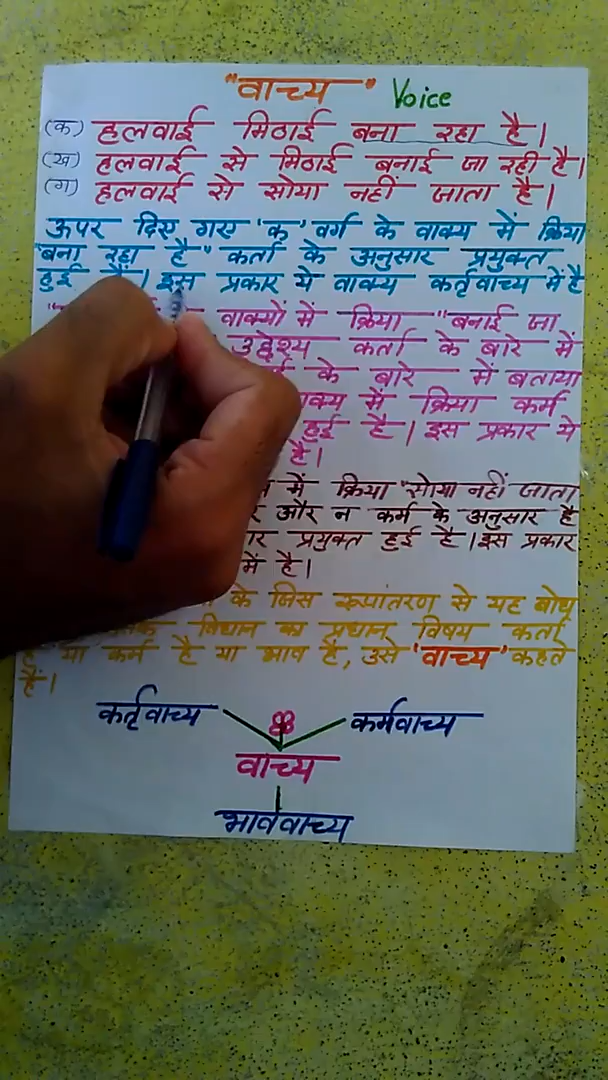 "वाच्य" Voice
(क) हलवाई मिठाई बना रहा है।
(ख) हलवाई से मिठाई बनाई जा रही है।
(ग) हलवाई से सोया नहीं जाता है।
ऊपर दिए गए 'क' वर्ग के वाक्य में क्रिया
"बना रहा है" कर्ता के अनुसार प्रयुक्त
हुई हैं। इस प्रकार ये वाक्य कर्तृवाच्य में है
वाक्यों में क्रिया "बनाई जा
उद्देश्य कर्ता के बारे में
के बारे में बताया
में क्रिया कर्म
हुई है। इस प्रकार ये
है।
में क्रिया "सोया नहीं जाता
और न कर्म के अनुसार है
प्रयुक्त हुई है। इस प्रकार
में है।
के जिस रूपांतरण से यह बोध
विधान का प्रधान विषय कर्ता
है या कर्म है या भाव है, उसे "वाच्य" कहते
हैं।
कर्तृवाच्य कर्मवाच्य
वाच्य
भाववाच्य